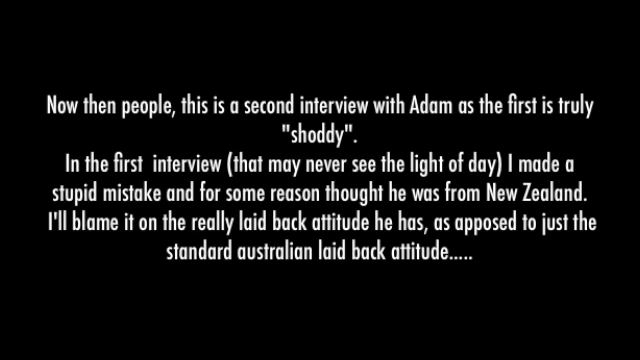 Now then people, this is a second interview with Adam as the first is truly
"shoddy".
In the first  interview (that may never see the light of day) I made a
stupid mistake and for some reason thought he was from New Zealand.
I'll blame it on the really laid back attitude he has, as apposed to just the
standard australian laid back attitude.....